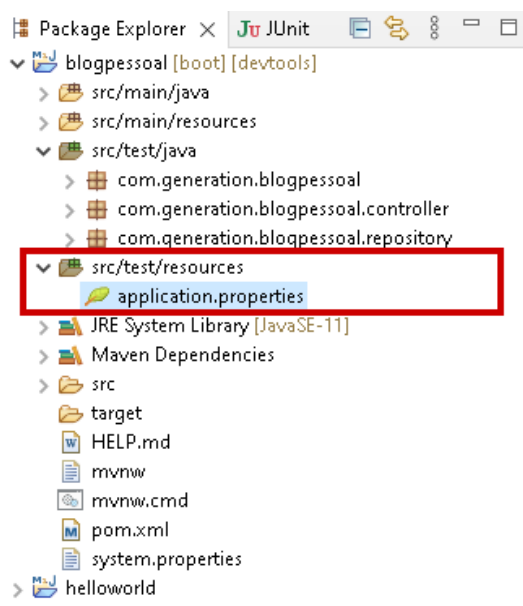 Package Explorer JUnit
blogpessoal [boot] [devtools]
src/main/java
src/main/resources
src/test/java
com.generation.blogpessoal
com.generation.blogpessoal.controller
com.generation.blogpessoal.repository
src/test/resources
application.properties
JRE System Library [JavaSE-11]
Maven Dependencies
src
target
HELP.md
mvnw
mvnw.cmd
pom.xml
system.properties
helloworld